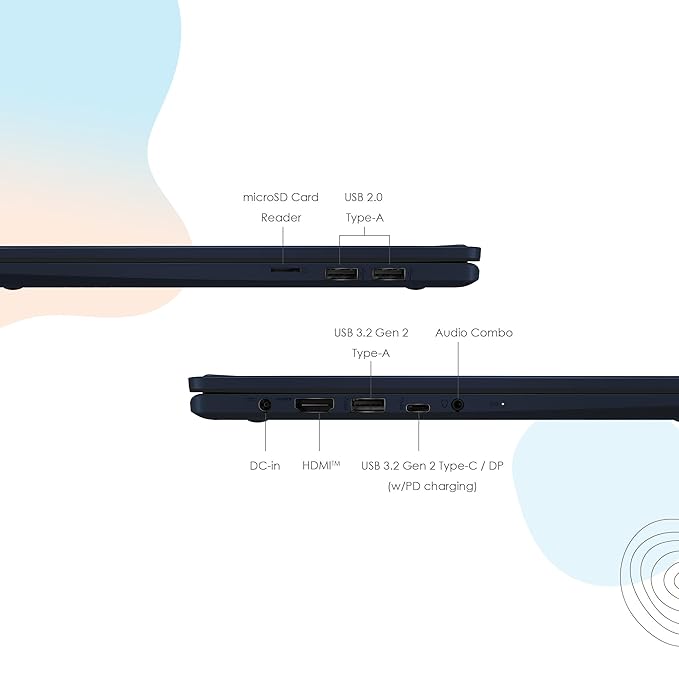 microSD Card
Reader
USB 2.0
Type-A
USB 3.2 Gen 2
Type-A
Audio Combo
DC-in
HDMI™
USB 3.2 Gen 2 Type-C / DP
(w/PD charging)